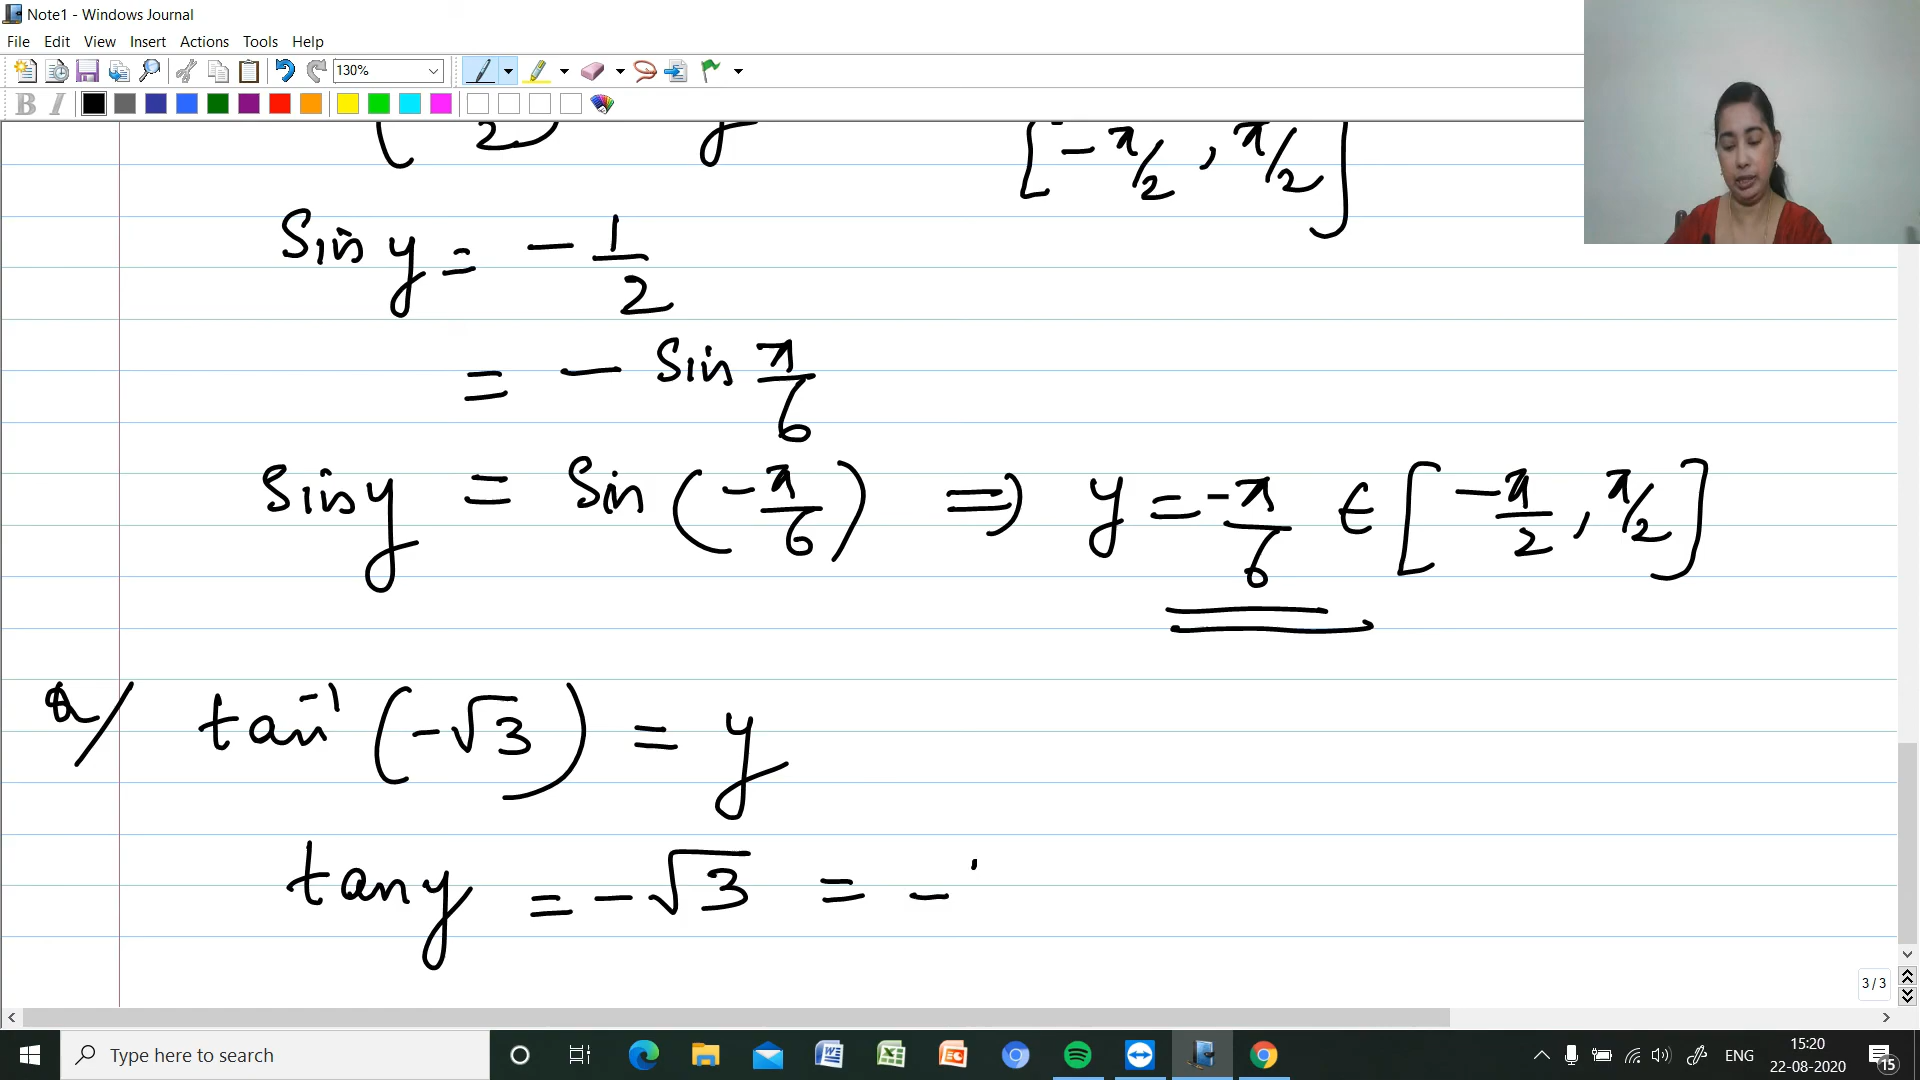 Note1 - Windows Journal
File Edit View Insert Actions Tools Help
130%
B I
2) y [-π/2, π/2]
Sin y = - 1/2
= - Sin π/6
Sin y = Sin (-π/6) ⇒ y = -π/6 ∈ [-π/2, π/2]
Q/ tan⁻¹ (-√3) = y
tan y = -√3 = -
3 / 3
Type here to search
ENG
15:20
22-08-2020
15